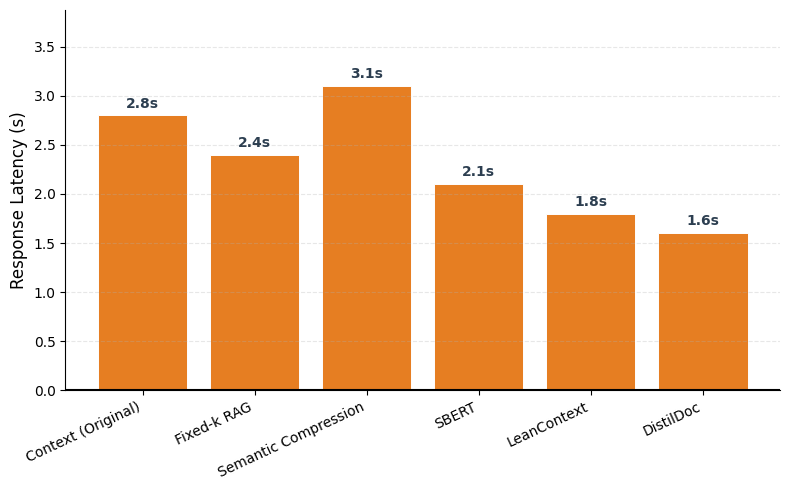 Response Latency (s)
3.5
3.0
2.5
2.0
1.5
1.0
0.5
0.0
2.8s
2.4s
3.1s
2.1s
1.8s
1.6s
Context (Original)
Fixed-k RAG
Semantic Compression
SBERT
LeanContext
DistilDoc